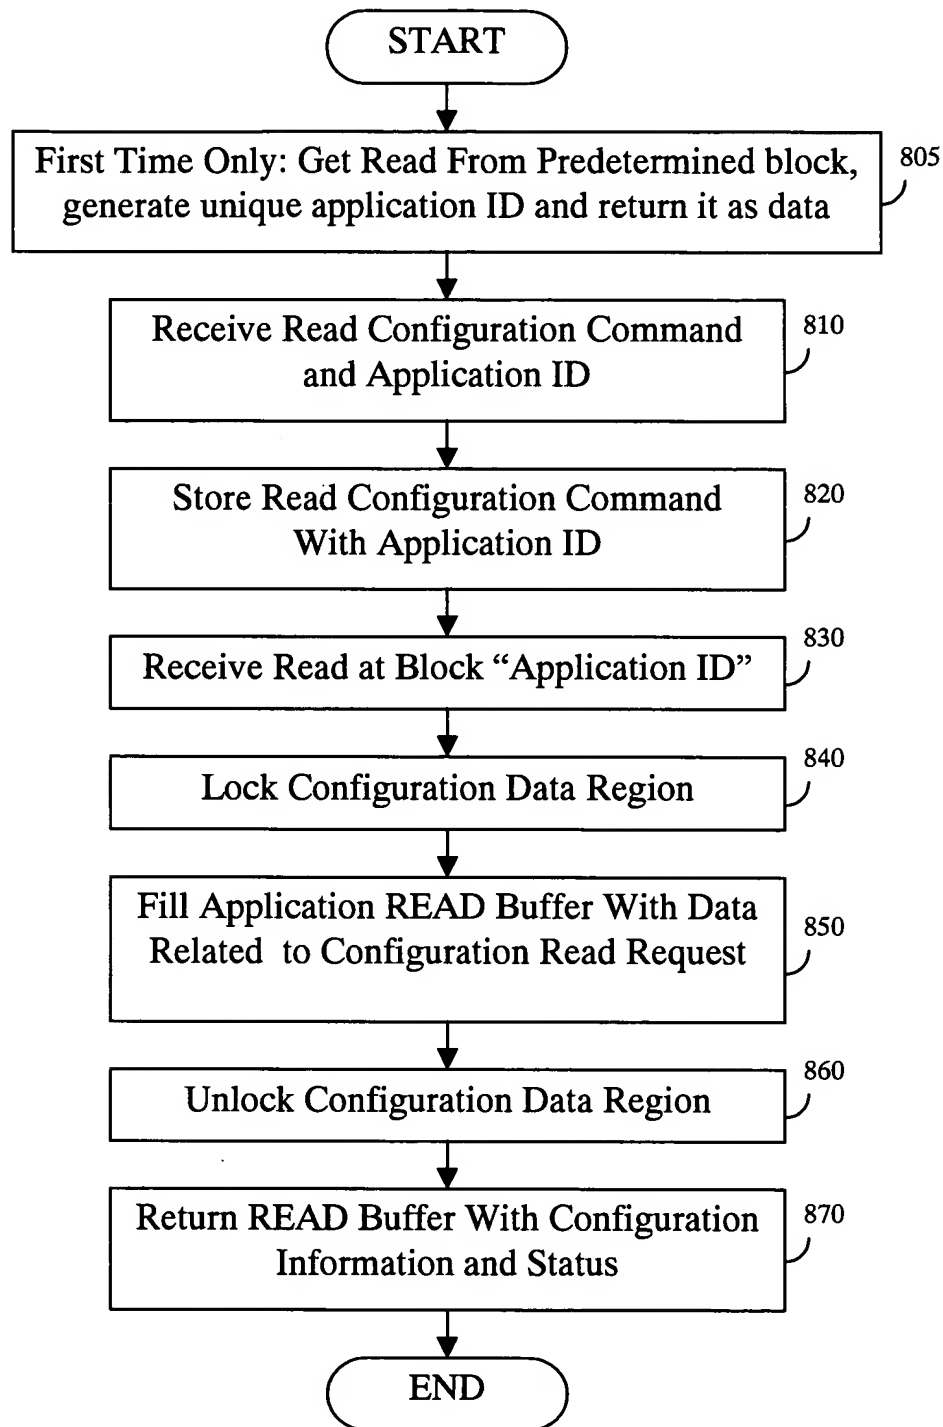 START
First Time Only: Get Read From Predetermined block,
generate unique application ID and return it as data
805
Receive Read Configuration Command
and Application ID
810
Store Read Configuration Command
With Application ID
820
Receive Read at Block “Application ID”
830
Lock Configuration Data Region
840
Fill Application READ Buffer With Data
Related to Configuration Read Request
850
Unlock Configuration Data Region
860
Return READ Buffer With Configuration
Information and Status
870
END